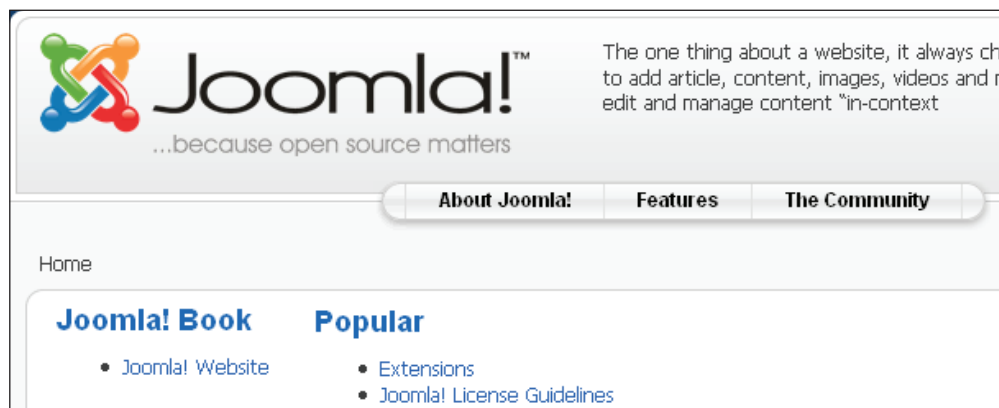 Joomla!™
...because open source matters
The one thing about a website, it always
to add article, content, images, videos and
edit and manage content "in-context
About Joomla! Features The Community
Home
Joomla! Book Popular
• Joomla! Website • Extensions
• Joomla! License Guidelines